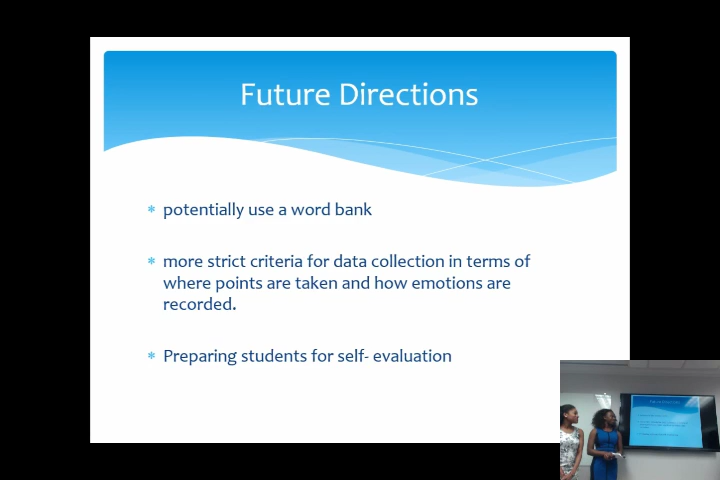 Future Directions
potentially use a word bank
more strict criteria for data collection in terms of
where points are taken and how emotions are
recorded.
Preparing students for self- evaluation